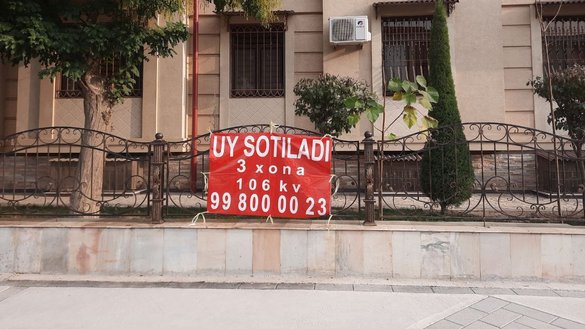 UY SOTILADI
3 xona
106 kv
99 800 00 23